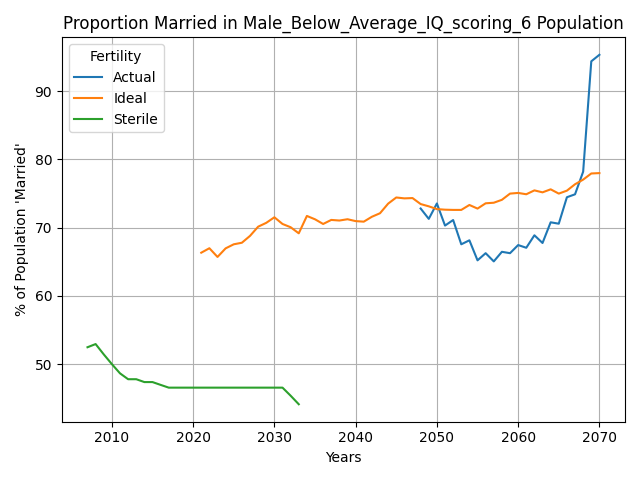 Proportion Married in Male_Below_Average_IQ_scoring_6 Population
Fertility
Actual
Ideal
Sterile
% of Population 'Married'
90
80
70
60
50
2010 2020 2030 2040 2050 2060 2070
Years